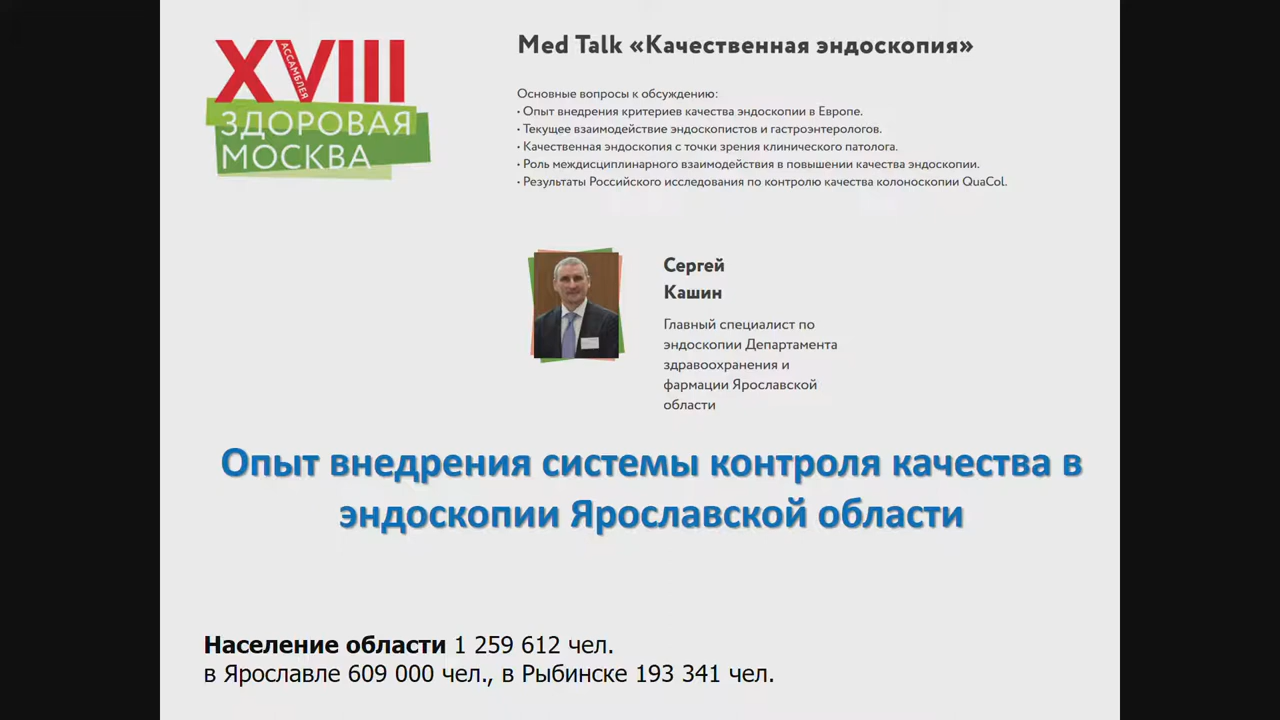 XVIII
АССАМБЛЕЯ
ЗДОРОВАЯ
МОСКВА
Med Talk «Качественная эндоскопия»
Основные вопросы к обсуждению:
• Опыт внедрения критериев качества эндоскопии в Европе.
• Текущее взаимодействие эндоскопистов и гастроэнтерологов.
• Качественная эндоскопия с точки зрения клинического патолога.
• Роль междисциплинарного взаимодействия в повышении качества эндоскопии.
• Результаты Российского исследования по контролю качества колоноскопии QuaCol.
Сергей
Кашин
Главный специалист по
эндоскопии Департамента
здравоохранения и
фармации Ярославской
области
Опыт внедрения системы контроля качества в
эндоскопии Ярославской области
Население области 1 259 612 чел.
в Ярославле 609 000 чел., в Рыбинске 193 341 чел.